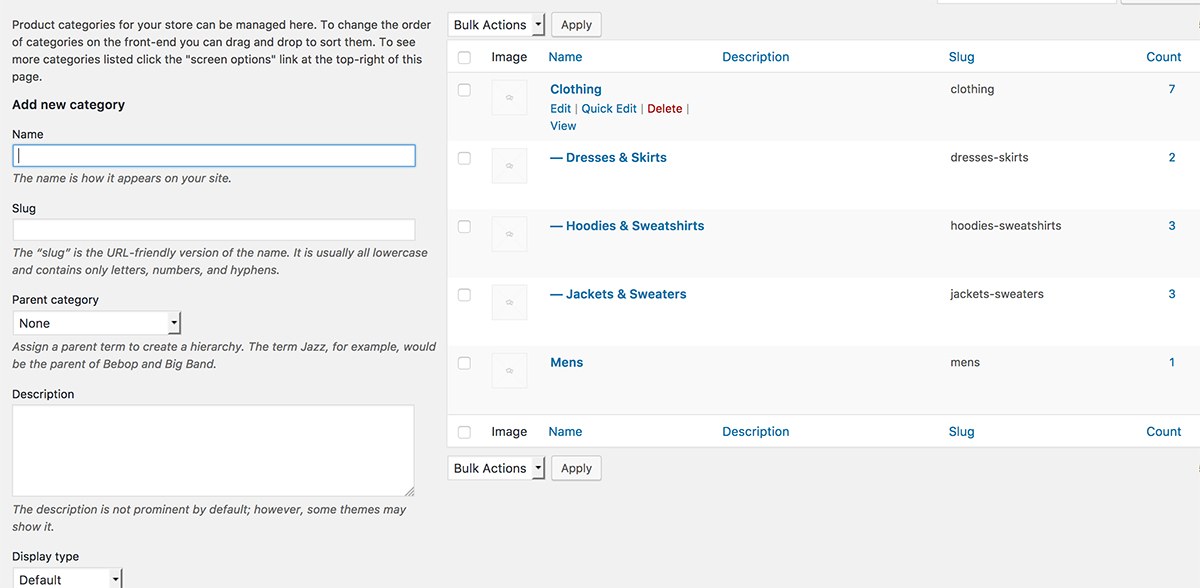 Product categories for your store can be managed here. To change the order
of categories on the front-end you can drag and drop to sort them. To see
more categories listed click the "screen options" link at the top-right of this
page.
Add new category
Name
The name is how it appears on your site.
Slug
The “slug” is the URL-friendly version of the name. It is usually all lowercase
and contains only letters, numbers, and hyphens.
Parent category
None
Assign a parent term to create a hierarchy. The term Jazz, for example, would
be the parent of Bebop and Big Band.
Description
The description is not prominent by default; however, some themes may
show it.
Display type
Default
Bulk Actions Apply
Image Name Description Slug Count
Clothing clothing 7
Edit | Quick Edit | Delete |
View
— Dresses & Skirts dresses-skirts 2
— Hoodies & Sweatshirts hoodies-sweatshirts 3
— Jackets & Sweaters jackets-sweaters 3
Mens mens 1
Image Name Description Slug Count
Bulk Actions Apply